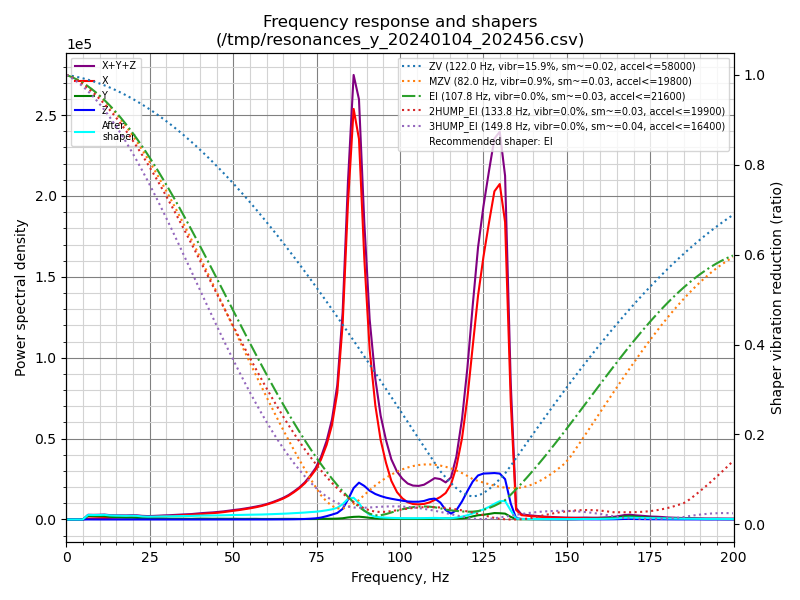 Frequency response and shapers
(/tmp/resonances_y_20240104_202456.csv)
1e5
X+Y+Z
X
Y
Z
After
shaper
ZV (122.0 Hz, vibr=15.9%, sm~=0.02, accel<=58000)
MZV (82.0 Hz, vibr=0.9%, sm~=0.03, accel<=19800)
EI (107.8 Hz, vibr=0.0%, sm~=0.03, accel<=21600)
2HUMP_EI (133.8 Hz, vibr=0.0%, sm~=0.03, accel<=19900)
3HUMP_EI (149.8 Hz, vibr=0.0%, sm~=0.04, accel<=16400)
Recommended shaper: EI
2.5
2.0
1.5
1.0
0.5
0.0
Power spectral density
1.0
0.8
0.6
0.4
0.2
0.0
Shaper vibration reduction (ratio)
0 25 50 75 100 125 150 175 200
Frequency, Hz